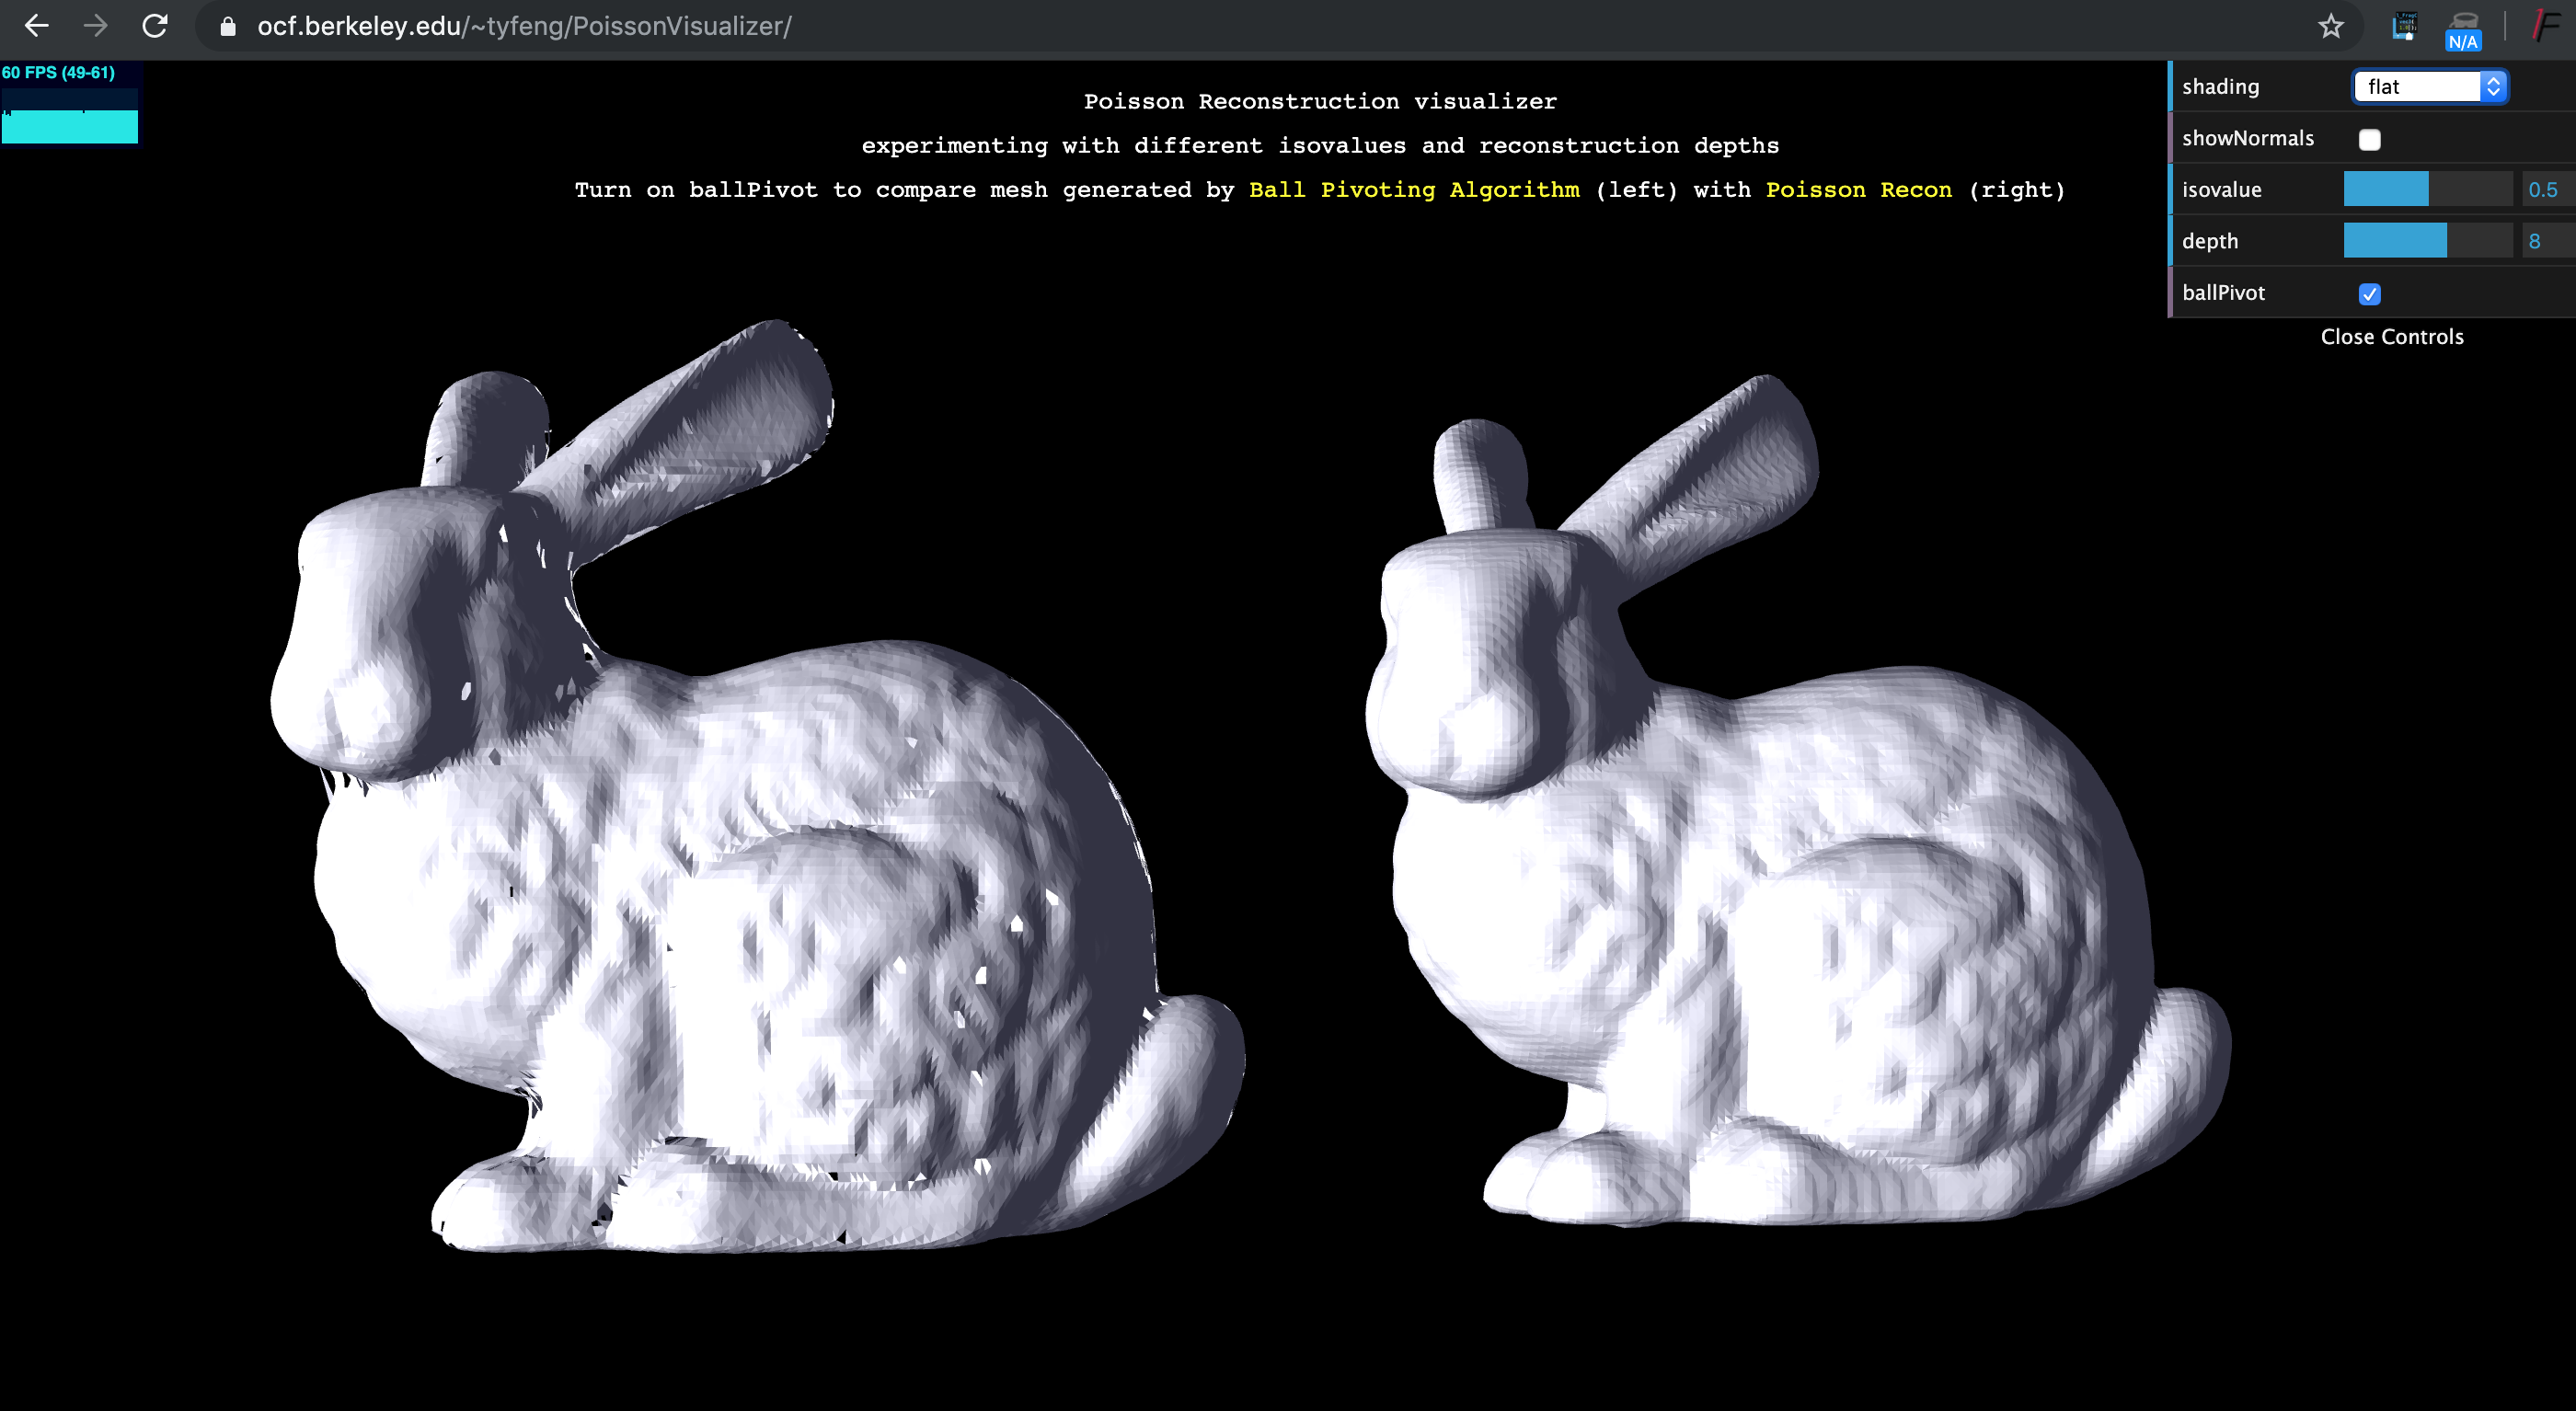 ocf.berkeley.edu/~tyfeng/PoissonVisualizer/
N/A
60 FPS (49-61)
Poisson Reconstruction visualizer
experimenting with different isovalues and reconstruction depths
Turn on ballPivot to compare mesh generated by Ball Pivoting Algorithm (left) with Poisson Recon (right)
shading flat
showNormals
isovalue 0.5
depth 8
ballPivot
Close Controls